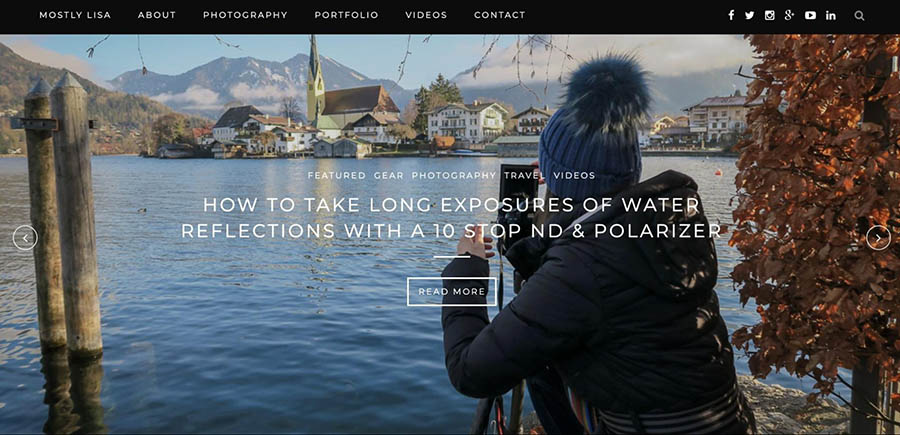 MOSTLY LISA ABOUT PHOTOGRAPHY PORTFOLIO VIDEOS CONTACT
FEATURED GEAR PHOTOGRAPHY TRAVEL VIDEOS
HOW TO TAKE LONG EXPOSURES OF WATER
REFLECTIONS WITH A 10 STOP ND & POLARIZER
READ MORE